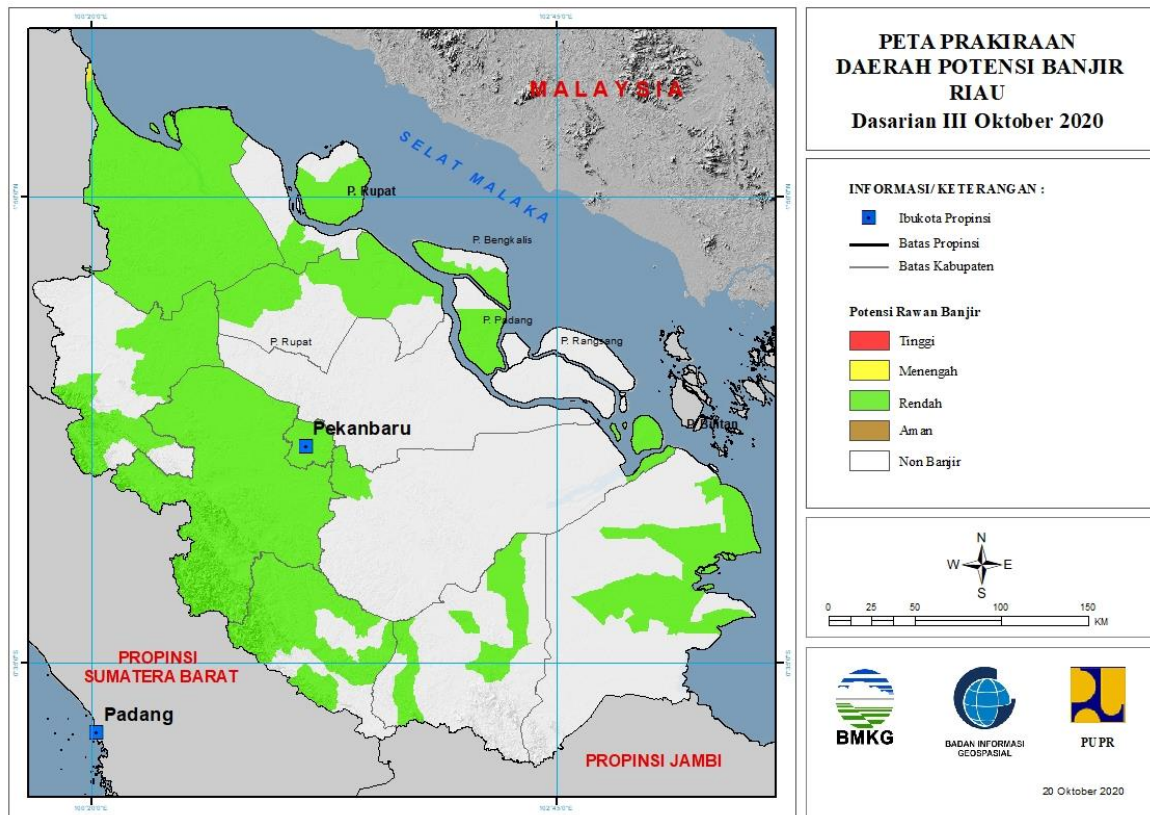 PETA PRAKIRAAN
DAERAH POTENSI BANJIR
RIAU
Dasarian III Oktober 2020
INFORMASI/ KETERANGAN :
Ibukota Propinsi
Batas Propinsi
Batas Kabupaten
Potensi Rawan Banjir
Tinggi
Menengah
Rendah
Aman
Non Banjir
N
W E
S
0 25 50 100 150
KM
BMKG
BADAN INFORMASI
GEOSPASIAL
PUPR
20 Oktober 2020
MALAYSIA
SELAT MALAKA
P. Rupat
P. Bengkalis
P. Padang
P. Rupat
P. Rangsang
P. Bintan
Pekanbaru
PROPINSI
SUMATERA BARAT
Padang
PROPINSI JAMBI